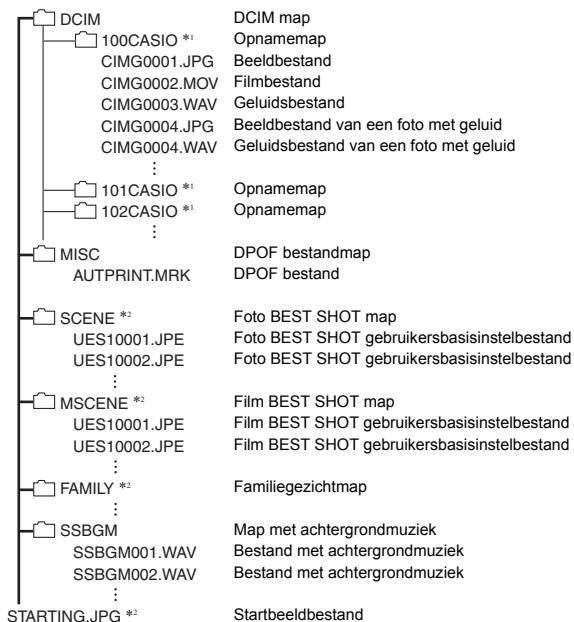 DCIM DCIM map
100CASIO *1 Opnamemap
CIMG0001.JPG Beeldbestand
CIMG0002.MOV Filmbestand
CIMG0003.WAV Geluidsbestand
CIMG0004.JPG Beeldbestand van een foto met geluid
CIMG0004.WAV Geluidsbestand van een foto met geluid
101CASIO *1 Opnamemap
102CASIO *1 Opnamemap
MISC DPOF bestandmap
AUTPRINT.MRK DPOF bestand
SCENE *2 Foto BEST SHOT map
UES10001.JPE Foto BEST SHOT gebruikersbasisinstelbestand
UES10002.JPE Foto BEST SHOT gebruikersbasisinstelbestand
MSCENE *2 Film BEST SHOT map
UES10001.JPE Film BEST SHOT gebruikersbasisinstelbestand
UES10002.JPE Film BEST SHOT gebruikersbasisinstelbestand
FAMILY *2 Familiegezichtmap
SSBGM Map met achtergrondmuziek
SSBGM001.WAV Bestand met achtergrondmuziek
SSBGM002.WAV Bestand met achtergrondmuziek
STARTING.JPG *2 Startbeeldbestand